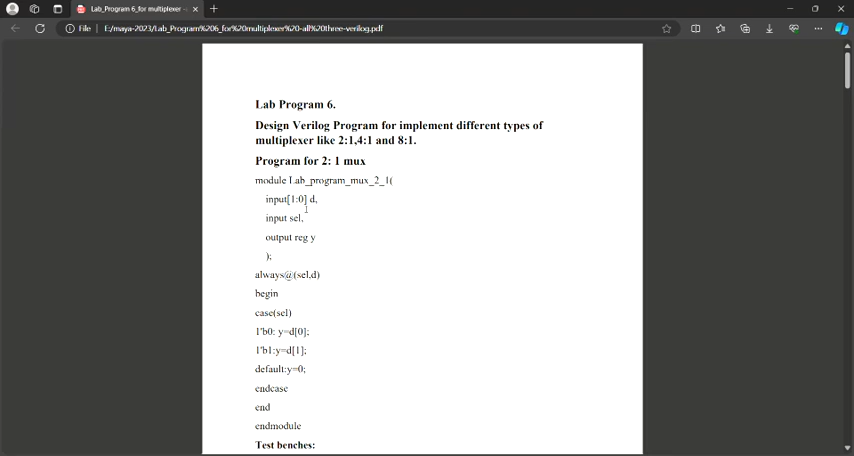 Lab_Program 6_for multiplexer -
File
E:/maya-2023/Lab_Program%206_for%20multiplexer%20-all%20three-verilog.pdf
Lab Program 6.
Design Verilog Program for implement different types of
multiplexer like 2:1,4:1 and 8:1.
Program for 2: 1 mux
module Lab_program_mux_2_1(
input[1:0] d,
input sel,
output reg y
);
always@(sel,d)
begin
case(sel)
1'b0: y=d[0];
1'b1:y=d[1];
default:y=0;
endcase
end
endmodule
Test benches: